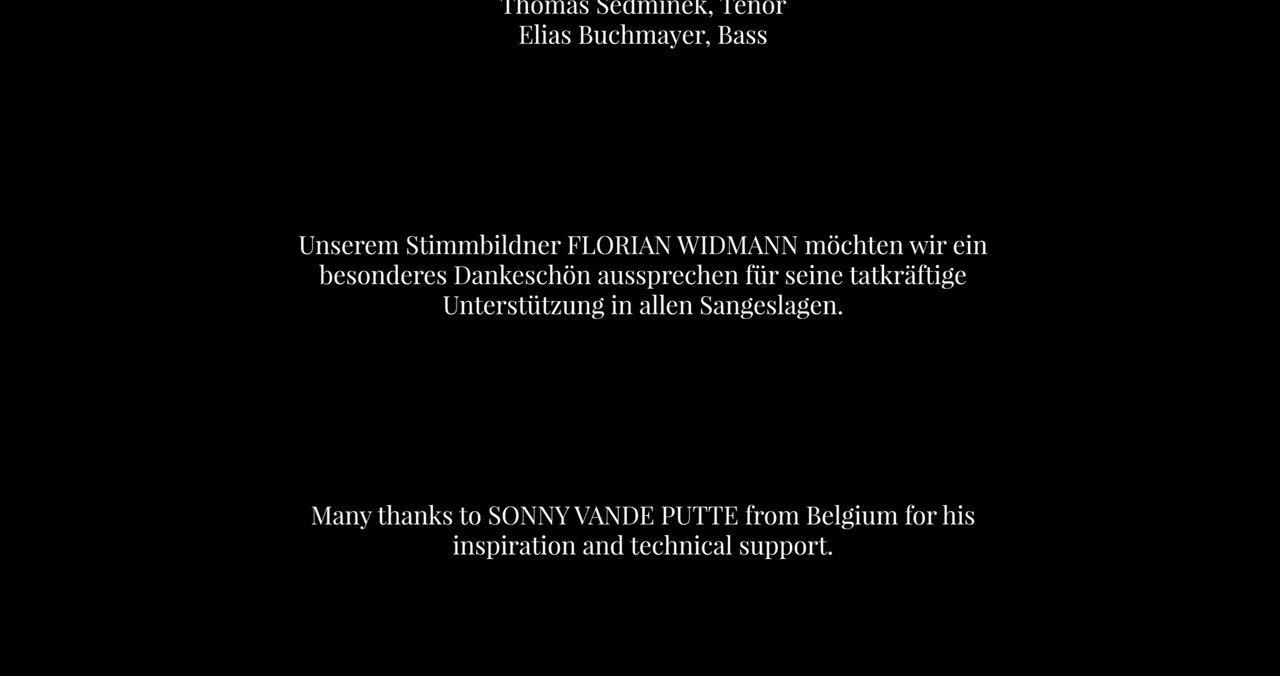 Thomas Sedminek, Tenor
Elias Buchmayer, Bass
Unserem Stimmbildner FLORIAN WIDMANN möchten wir ein
besonderes Dankeschön aussprechen für seine tatkräftige
Unterstützung in allen Sangeslagen.
Many thanks to SONNY VANDE PUTTE from Belgium for his
inspiration and technical support.